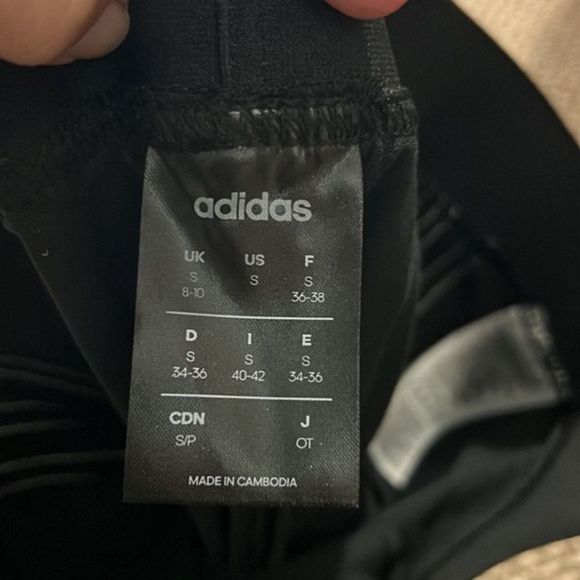 adidas
UK US F
S S S
8-10 36-38
D I E
S S S
34-36 40-42 34-36
CDN J
S/P OT
MADE IN CAMBODIA